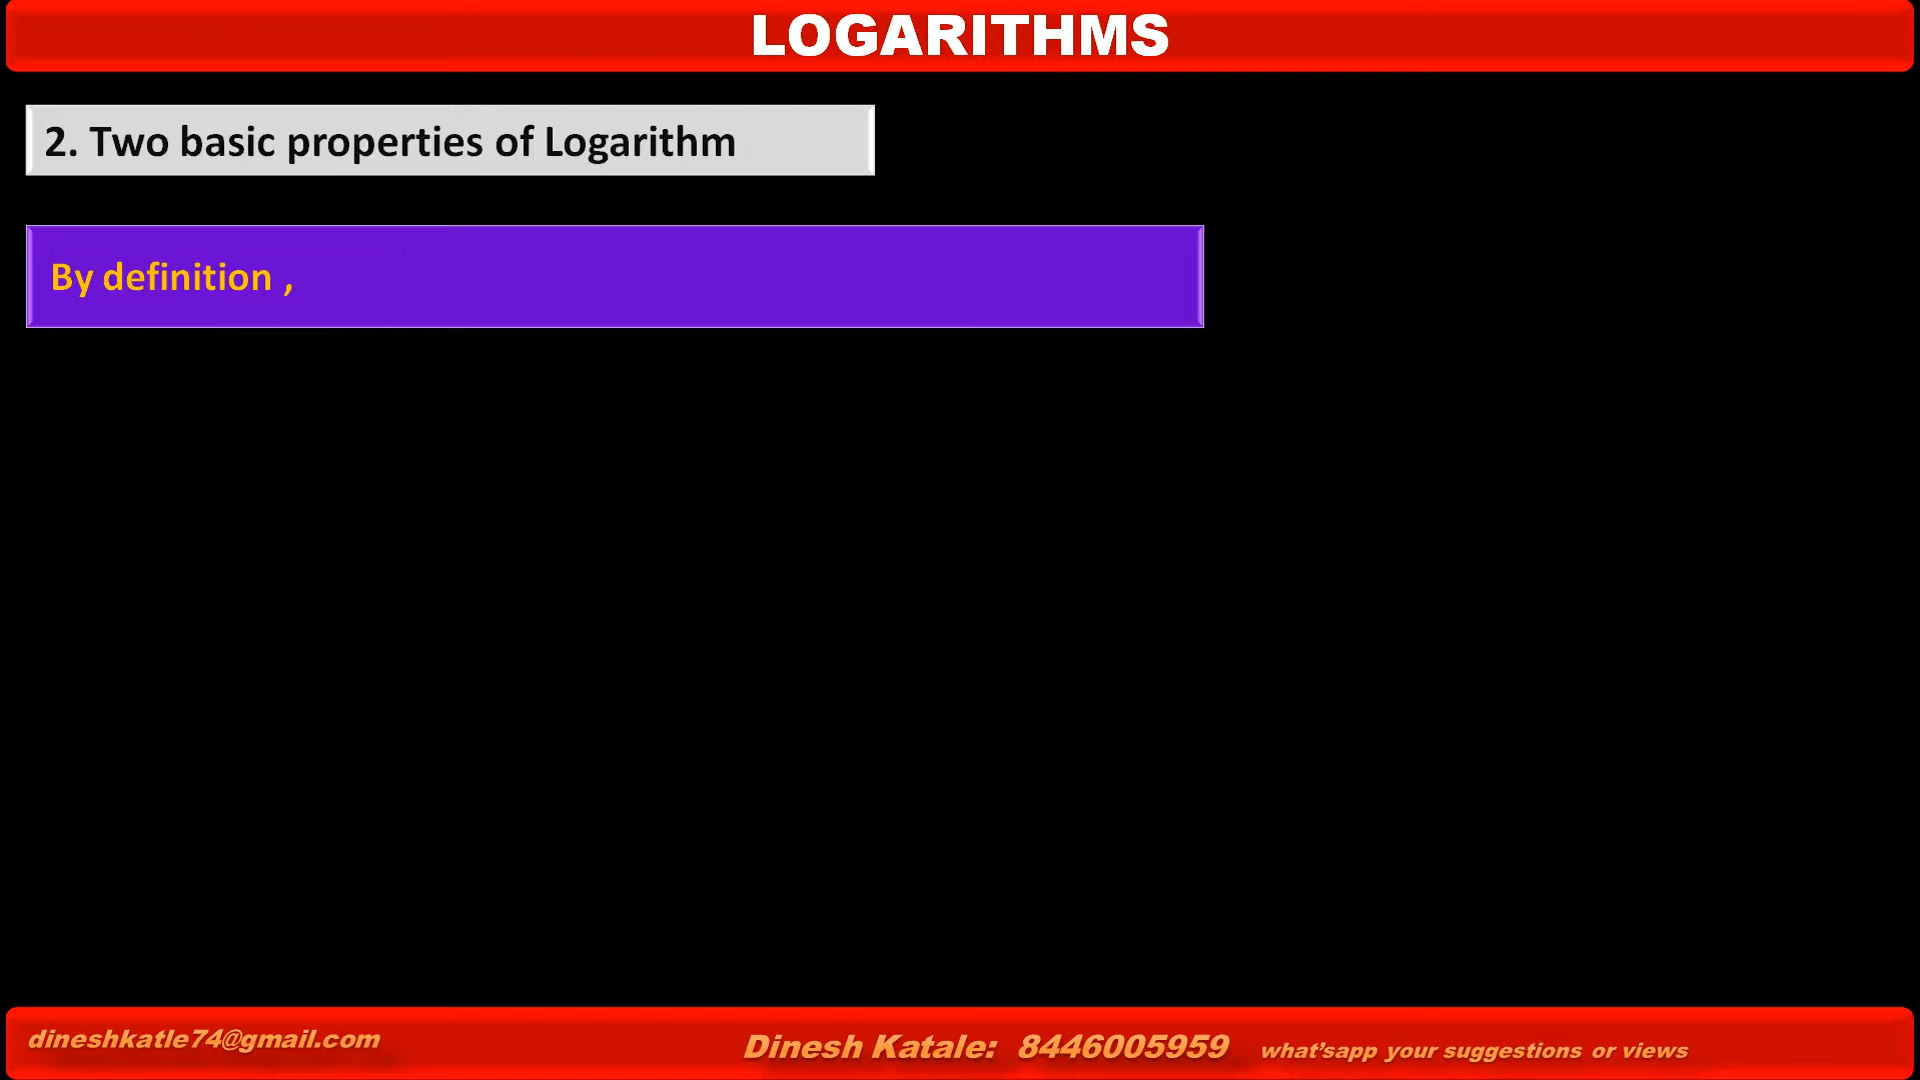 LOGARITHMS
2. Two basic properties of Logarithm
By definition ,
dineshkatle74@gmail.com
Dinesh Katale: 8446005959 what’sapp your suggestions or views